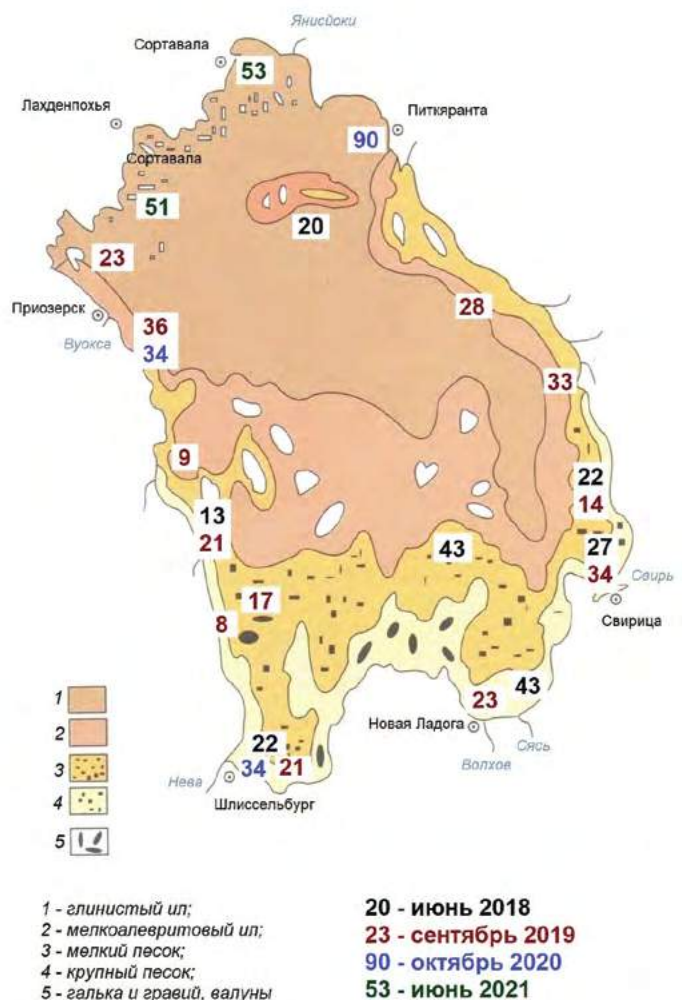 Янисйоки
Сортавала
53
Лахденпохья
Питкяранта
90
Сортавала
20
51
23
28
Приозерск
36
Вуокса
34
33
9
22
13
14
21
43
27
34
Свирь
17
Свирица
8
43
23
1
Новая Ладога
2
22
Сясь
3
34 21
Волхов
Нева
4
Шлиссельбург
5
1 - глинистый ил;
2 - мелкоалевритовый ил;
3 - мелкий песок;
4 - крупный песок;
5 - галька и гравий, валуны
20 - июнь 2018
23 - сентябрь 2019
90 - октябрь 2020
53 - июнь 2021